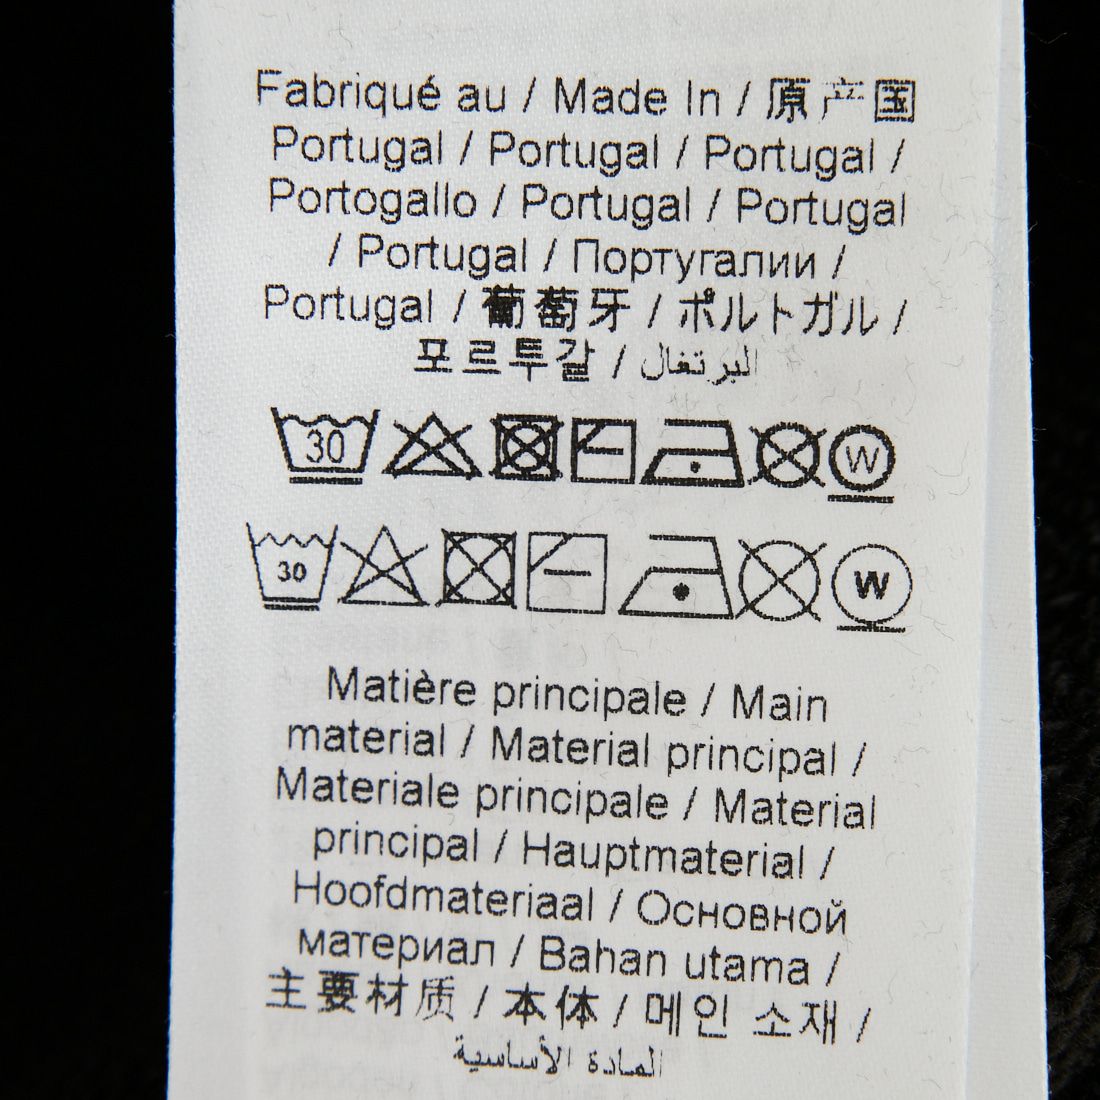 Fabriqué au / Made In / 原产国
Portugal / Portugal / Portugal /
Portogallo / Portugal / Portugal
/ Portugal / Португалии /
Portugal / 葡萄牙 / ポルトガル /
포르투갈 / البرتغال
30 W
30 W
Matière principale / Main
material / Material principal /
Materiale principale / Material
principal / Hauptmaterial /
Hoofdmateriaal / Основной
материал / Bahan utama /
主要材质 / 本体 / 메인 소재 /
المادة الأساسية